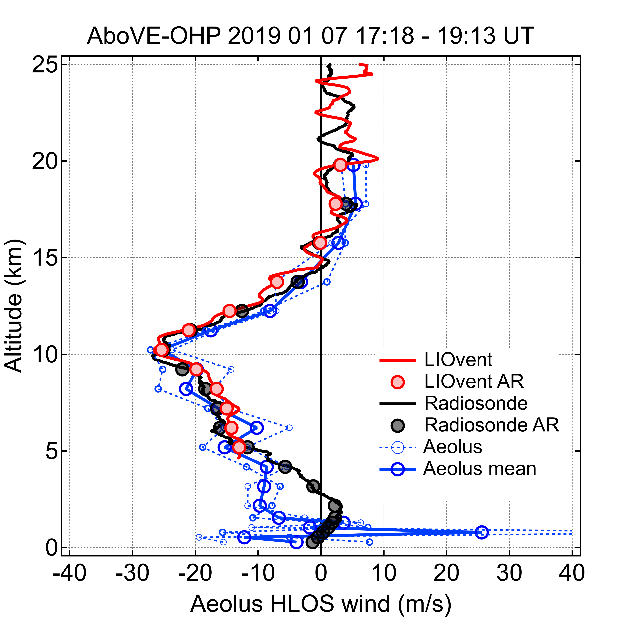 AboVE-OHP 2019 01 07 17:18 - 19:13 UT
25
20
15
10
5
0
Altitude (km)
LIOvent
LIOvent AR
Radiosonde
Radiosonde AR
Aeolus
Aeolus mean
-40 -30 -20 -10 0 10 20 30 40
Aeolus HLOS wind (m/s)